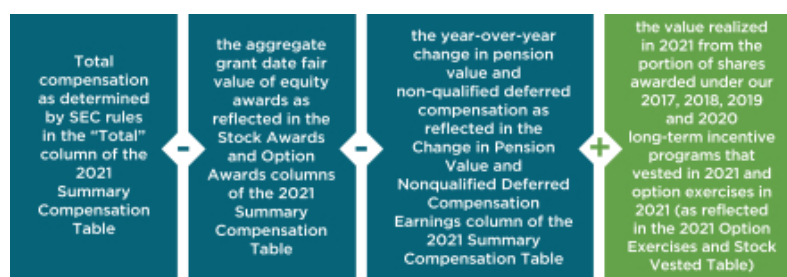 Total
compensation
as determined
by SEC rules
in the “Total”
column of the
2021
Summary
Compensation
Table
-
the aggregate
grant date fair
value of equity
awards as
reflected in the
Stock Awards
and Option
Awards columns
of the 2021
Summary
Compensation
Table
-
the year-over-year
change in pension
value and
non-qualified deferred
compensation as
reflected in the
Change in Pension
Value and
Nonqualified Deferred
Compensation
Earnings column of the
2021 Summary
Compensation Table
+
the value realized
in 2021 from the
portion of shares
awarded under our
2017, 2018, 2019
and 2020
long-term incentive
programs that
vested in 2021 and
option exercises in
2021 (as reflected
in the 2021 Option
Exercises and Stock
Vested Table)